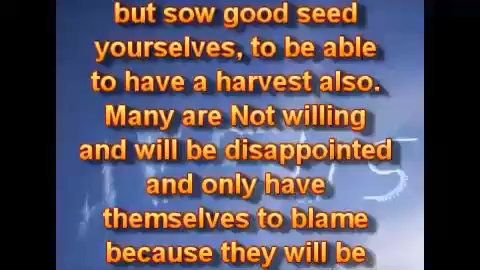 but sow good seed
yourselves, to be able
to have a harvest also.
Many are Not willing
and will be disappointed
and only have
themselves to blame
because they will be